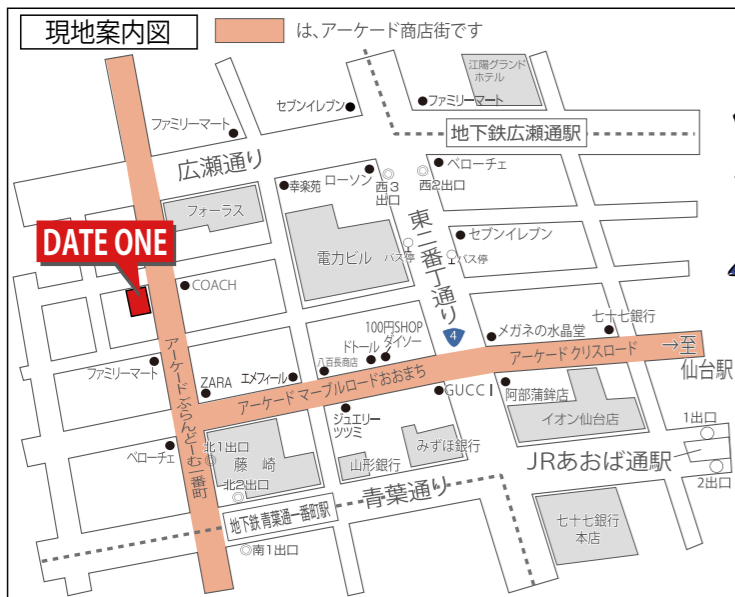 現地案内図
は、アーケード商店街です
江陽グランド
ホテル
セブンイレブン
ファミリーマート
ファミリーマート
地下鉄広瀬通駅
広瀬通り
ベローチェ
幸楽苑
ローソン
西3
出口
西2出口
フォーラス
東二番丁通り
DATE ONE
電力ビル
バス停
バス停
セブンイレブン
COACH
4
100円SHOP
ダイソー
ドトール
八百長商店
メガネの水晶堂
七十七銀行
アーケード クリスロード
→至
仙台駅
ファミリーマート
ZARA
エメフィール
アーケード マーブルロードおおまち
アーケード ぶらんどーむ一番町
GUCCI
阿部蒲鉾店
ジュエリー
ツツミ
イオン仙台店
1出口
ベローチェ
北1出口
藤崎
山形銀行
みずほ銀行
JRあおば通駅
2出口
北2出口
青葉通り
地下鉄 青葉通一番町駅
南1出口
七十七銀行
本店